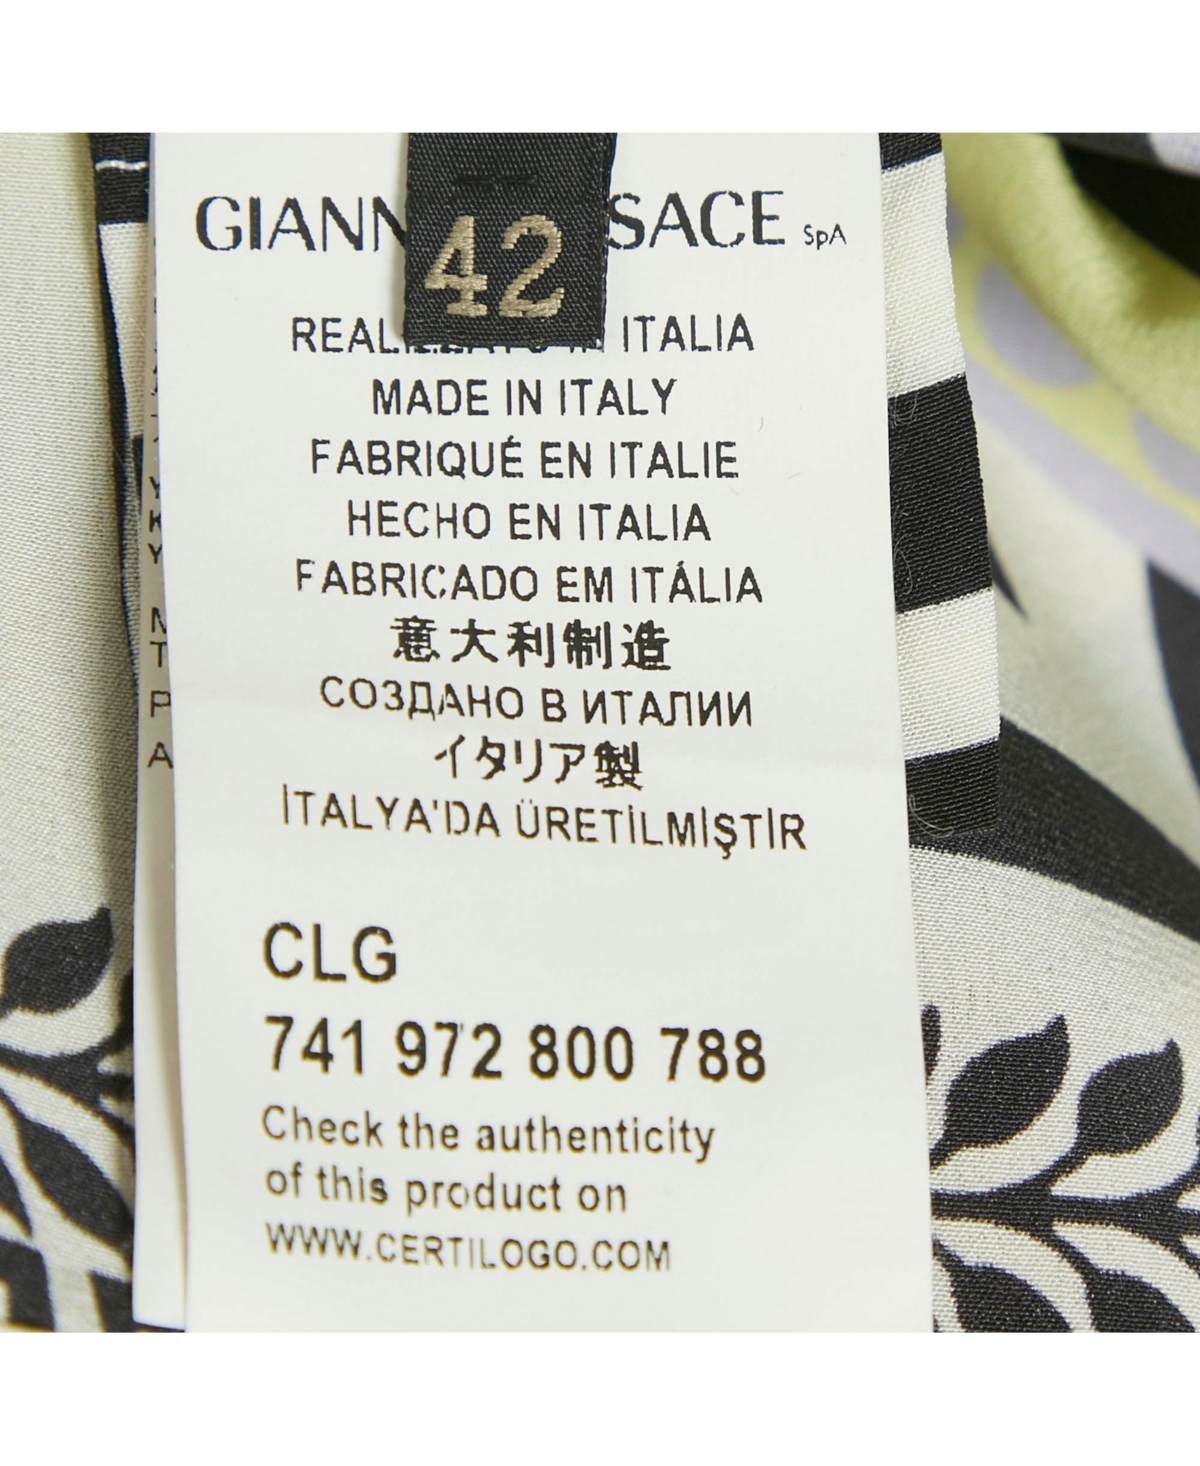 GIANN SACE SpA
42
ITALIA
MADE IN ITALY
FABRIQUÉ EN ITALIE
HECHO EN ITALIA
FABRICADO EM ITÁLIA
意大利制造
СОЗДАНО В ИТАЛИИ
イタリア製
İTALYA'DA ÜRETİLMİŞTİR
CLG
741 972 800 788
Check the authenticity
of this product on
WWW.CERTILOGO.COM